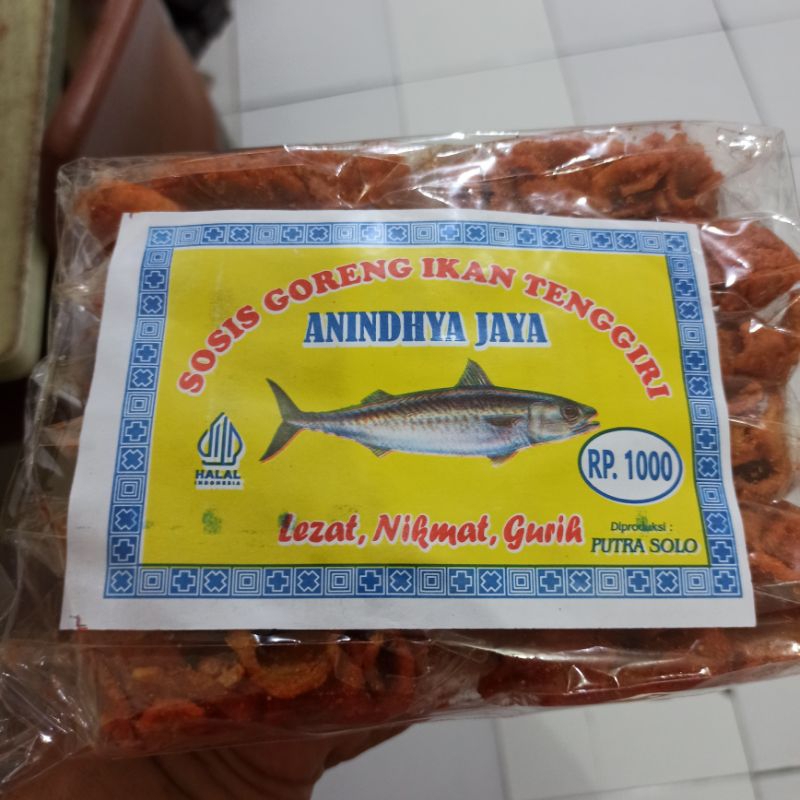 SOSIS GORENG IKAN TENGGIRI
ANINDHYA JAYA
HALAL
INDONESIA
RP. 1000
Lezat, Nikmat, Gurih
Diproduksi :
PUTRA SOLO